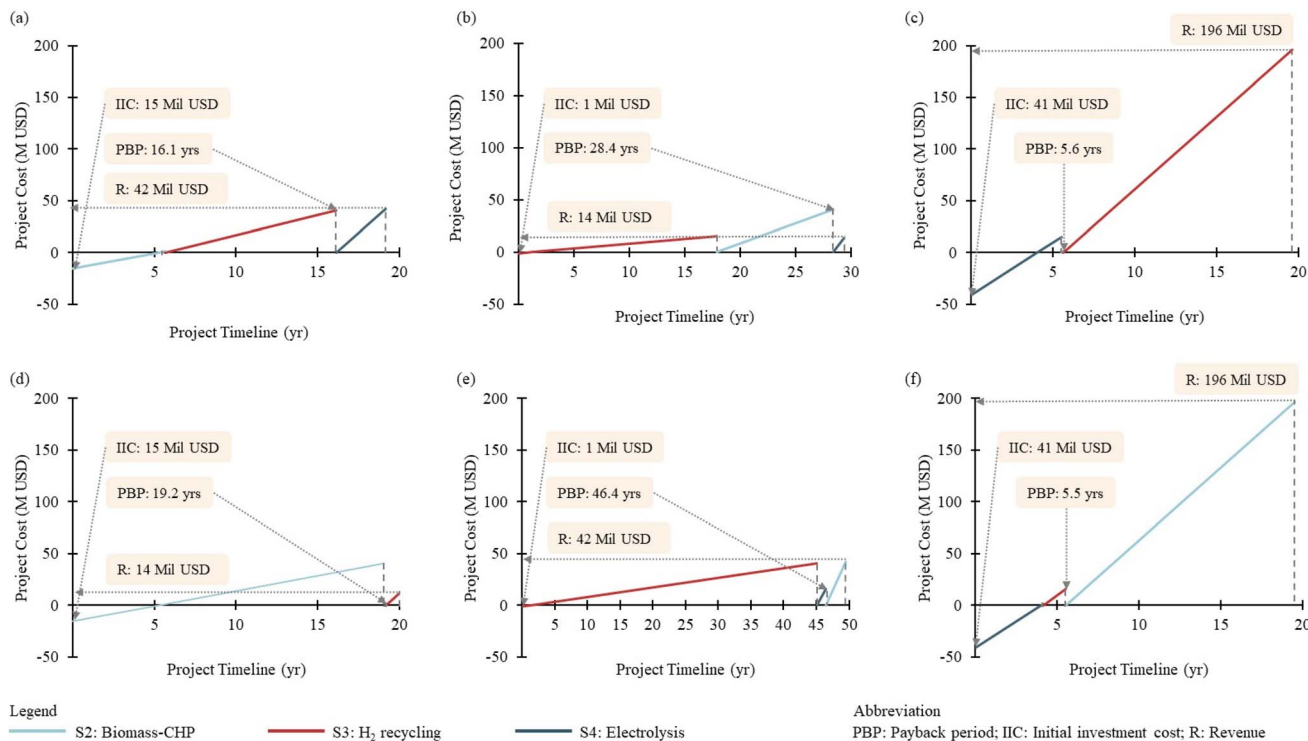 (a)
200
150
100
50
0
-50
Project Cost (M USD)
IIC: 15 Mil USD
PBP: 16.1 yrs
R: 42 Mil USD
5
10
15
20
Project Timeline (yr)
(b)
200
150
100
50
0
-50
Project Cost (M USD)
IIC: 1 Mil USD
PBP: 28.4 yrs
R: 14 Mil USD
5
10
15
20
25
30
Project Timeline (yr)
(c)
200
150
100
50
0
-50
Project Cost (M USD)
R: 196 Mil USD
IIC: 41 Mil USD
PBP: 5.6 yrs
5
10
15
20
Project Timeline (yr)
(d)
200
150
100
50
0
-50
Project Cost (M USD)
IIC: 15 Mil USD
PBP: 19.2 yrs
R: 14 Mil USD
5
10
15
20
Project Timeline (yr)
(e)
200
150
100
50
0
-50
Project Cost (M USD)
IIC: 1 Mil USD
PBP: 46.4 yrs
R: 42 Mil USD
5
10
15
20
25
30
35
40
45
50
Project Timeline (yr)
(f)
200
150
100
50
0
-50
Project Cost (M USD)
R: 196 Mil USD
IIC: 41 Mil USD
PBP: 5.5 yrs
5
10
15
20
Project Timeline (yr)
Legend
S2: Biomass-CHP
S3: H₂ recycling
S4: Electrolysis
Abbreviation
PBP: Payback period; IIC: Initial investment cost; R: Revenue